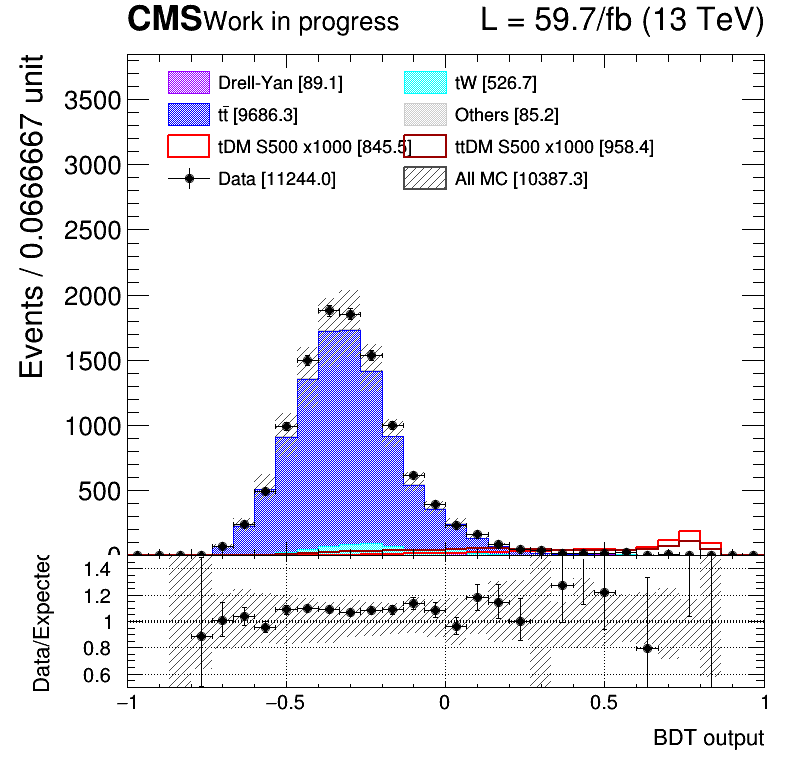 CMS Work in progress L = 59.7/fb (13 TeV)
Events / 0.0666667 unit
3500
3000
2500
2000
1500
1000
500
0
Drell-Yan [89.1]
tW [526.7]
tt̄ [9686.3]
Others [85.2]
tDM S500 x1000 [845.5]
ttDM S500 x1000 [958.4]
Data [11244.0]
All MC [10387.3]
Data/Expected
1.4
1.2
1
0.8
0.6
−1 −0.5 0 0.5 1
BDT output